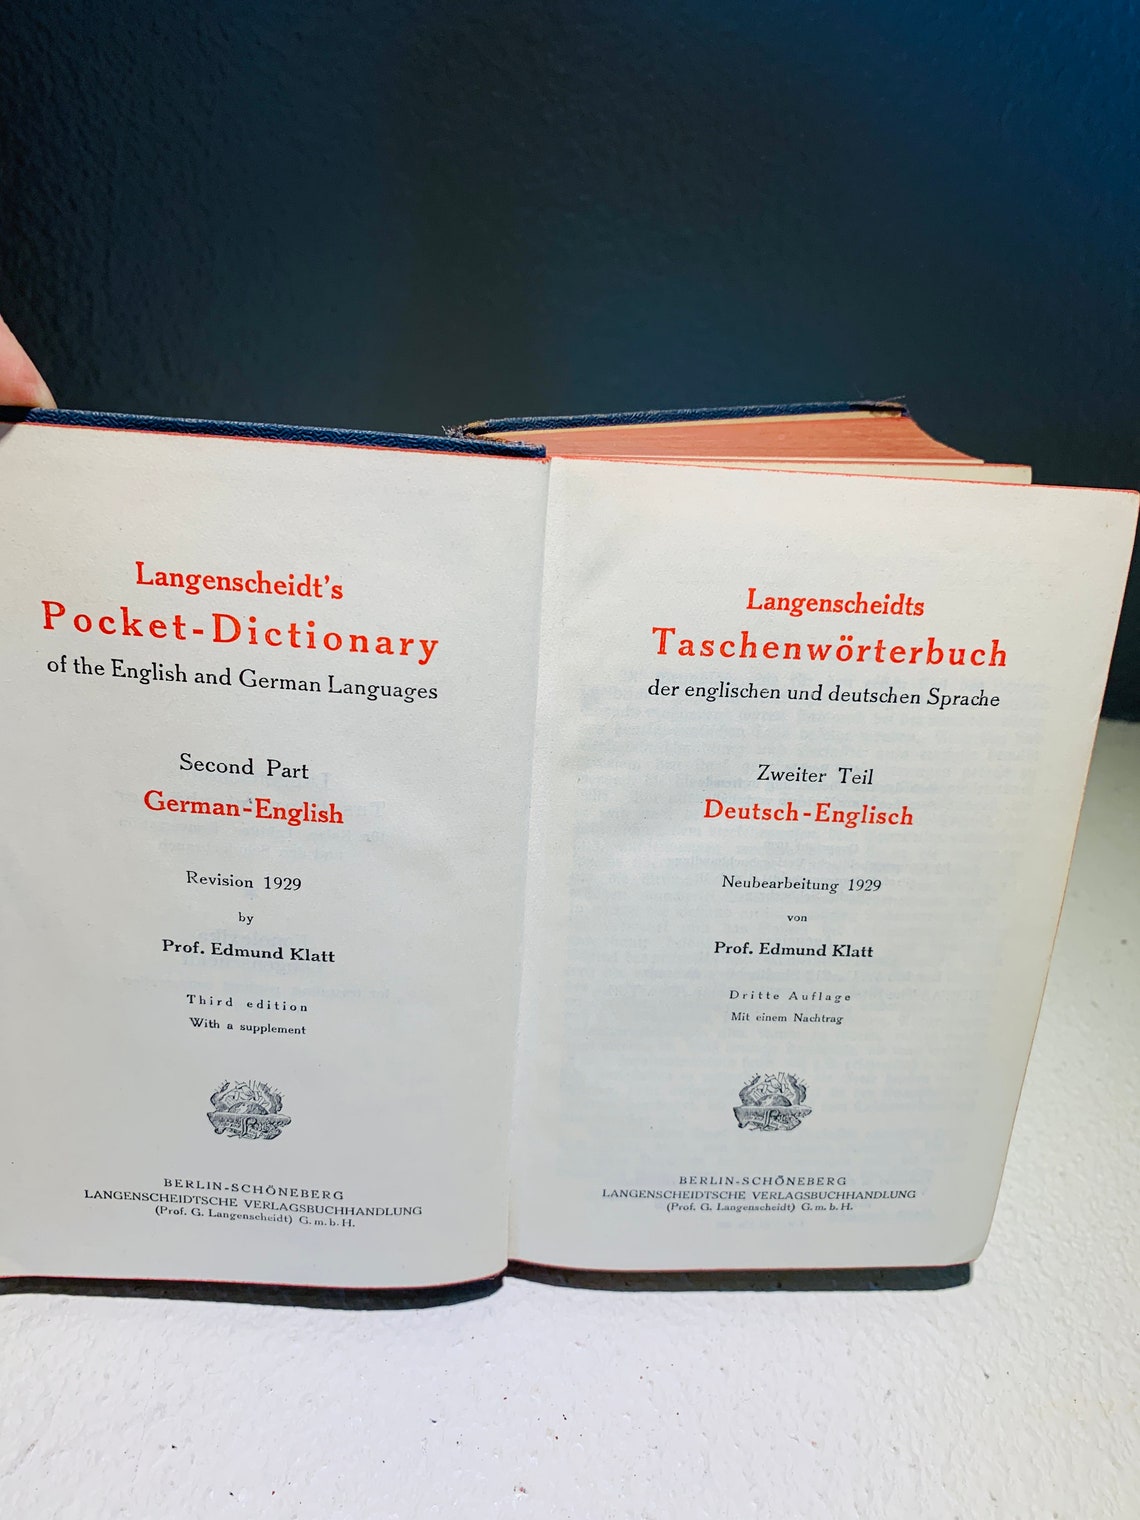 Langenscheidt's
Pocket-Dictionary
of the English and German Languages
Second Part
German-English
Revision 1929
by
Prof. Edmund Klatt
Third edition
With a supplement
BERLIN-SCHÖNEBERG
LANGENSCHEIDTSCHE VERLAGSBUCHHANDLUNG
(Prof. G. Langenscheidt) G. m. b. H.
Langenscheidts
Taschenwörterbuch
der englischen und deutschen Sprache
Zweiter Teil
Deutsch-Englisch
Neubearbeitung 1929
von
Prof. Edmund Klatt
Dritte Auflage
Mit einem Nachtrag
BERLIN-SCHÖNEBERG
LANGENSCHEIDTSCHE VERLAGSBUCHHANDLUNG
(Prof. G. Langenscheidt) G. m. b. H.